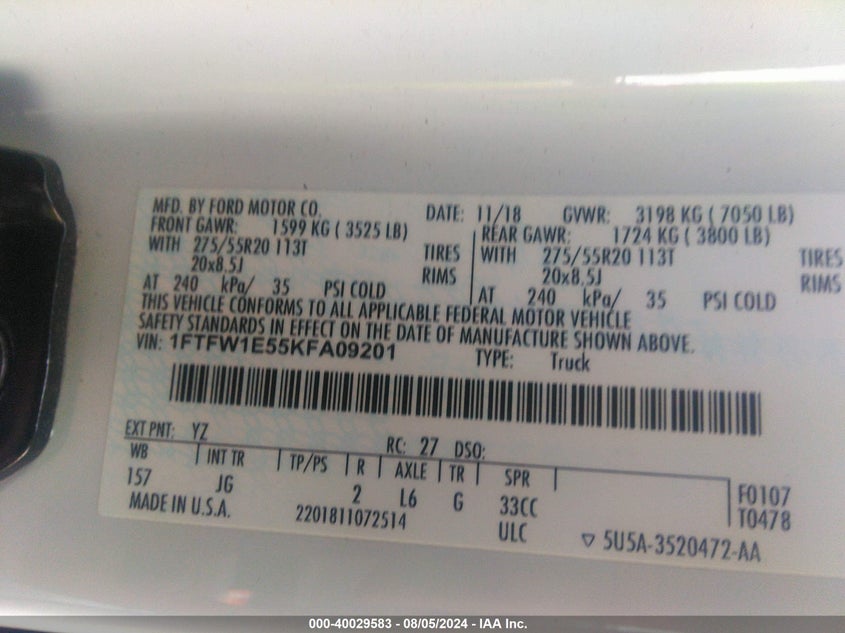 MFD. BY FORD MOTOR CO. DATE: 11/18 GVWR: 3198 KG ( 7050 LB)
FRONT GAWR: 1599 KG ( 3525 LB) REAR GAWR: 1724 KG ( 3800 LB)
WITH 275/55R20 113T TIRES WITH 275/55R20 113T TIRES
20x8.5J RIMS 20x8.5J RIMS
AT 240 kPa/ 35 PSI COLD AT 240 kPa/ 35 PSI COLD
THIS VEHICLE CONFORMS TO ALL APPLICABLE FEDERAL MOTOR VEHICLE
SAFETY STANDARDS IN EFFECT ON THE DATE OF MANUFACTURE SHOWN ABOVE.
VIN: 1FTFW1E55KFA09201 TYPE: Truck
EXT PNT: YZ RC: 27 DSO:
WB INT TR TP/PS R AXLE TR SPR
157 JG 2 L6 G 33CC F0107
MADE IN U.S.A. 2201811072514 ULC T0478
5U5A-3520472-AA
000-40029583 - 08/05/2024 - IAA Inc.